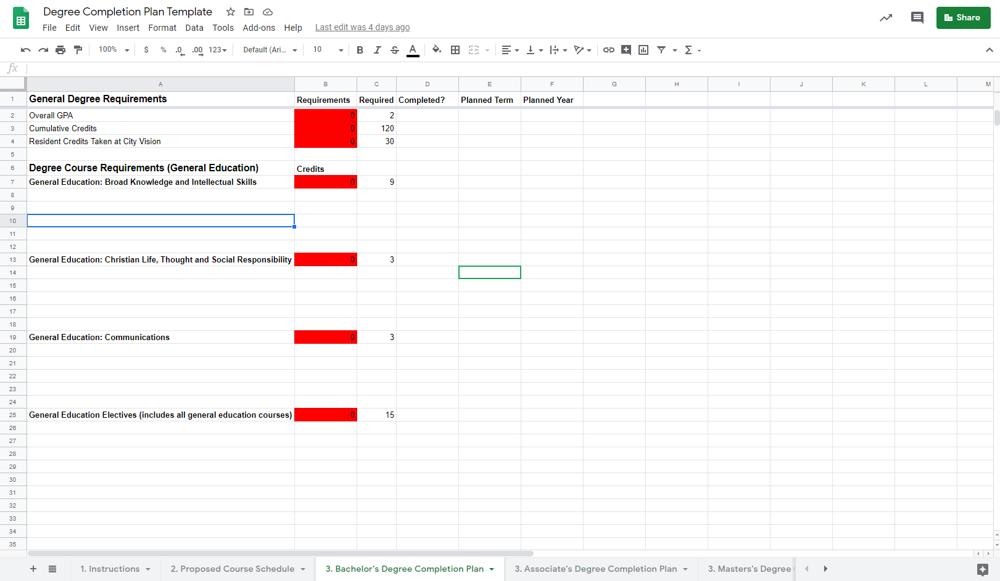 Degree Completion Plan Template
File Edit View Insert Format Data Tools Add-ons Help Last edit was 4 days ago
Share
100% $ % .0 .00 123 Default (Ari... 10 B I S A Σ
fx
A B C D E F G H I J K L M
1 General Degree Requirements Requirements Required Completed? Planned Term Planned Year
2 Overall GPA 0 2
3 Cumulative Credits 0 120
4 Resident Credits Taken at City Vision 0 30
5
6 Degree Course Requirements (General Education) Credits
7 General Education: Broad Knowledge and Intellectual Skills 0 9
8
9
10
11
12
13 General Education: Christian Life, Thought and Social Responsibility 0 3
14
15
16
17
18
19 General Education: Communications 0 3
20
21
22
23
24
25 General Education Electives (includes all general education courses) 0 15
26
27
28
29
30
31
32
33
34
35
1. Instructions 2. Proposed Course Schedule 3. Bachelor's Degree Completion Plan 3. Associate's Degree Completion Plan 3. Masters's Degree